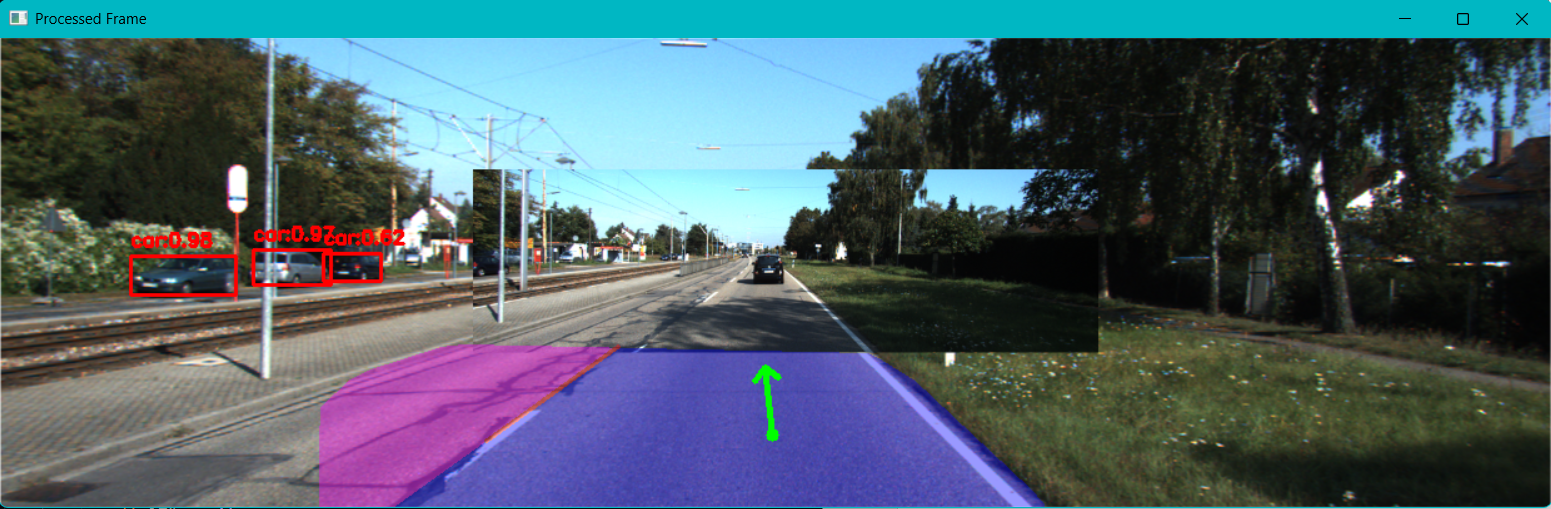 Processed Frame
car:0.98
car:0.97
car:0.62